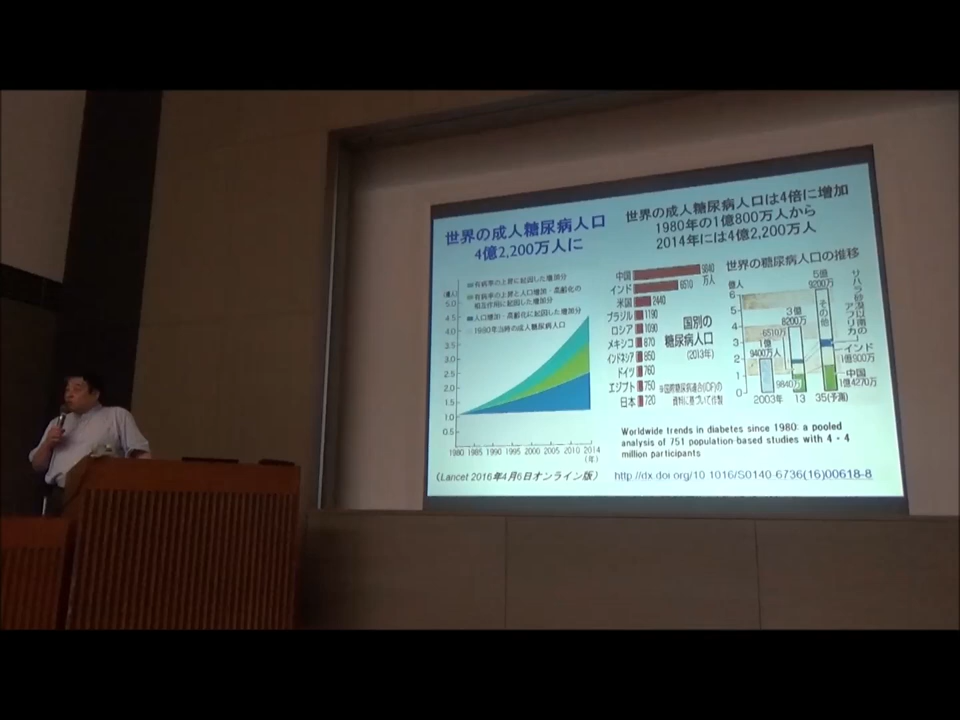 世界の成人糖尿病人口
4億2,200万人に
世界の成人糖尿病人口は4倍に増加
1980年の1億800万人から
2014年には4億2,200万人
有病率の上昇に起因した増加分
有病率の上昇と人口増加・高齢化の
相互作用に起因した増加分
人口増加・高齢化に起因した増加分
1980年当時の成人糖尿病人口
(億人)
5.0
4.5
4.0
3.5
3.0
2.5
2.0
1.5
1.0
0.5
1980 1985 1990 1995 2000 2005 2010 2014
(年)
(Lancet 2016年4月6日オンライン版)
中国 9840
万人
インド 6510
米国 2440
ブラジル 1190
ロシア 1090
メキシコ 870
インドネシア 850
ドイツ 760
エジプト 750
日本 720
国別の
糖尿病人口
(2013年)
※国際糖尿病連合(IDF)の
資料に基づいて作製
世界の糖尿病人口の推移
億人
6
5
4
3
2
1
0
1億
9400万人
3億
8200万
6510万
9840万
5億
9200万
その他
サハラ砂漠以南の
アフリカ
インド
1億900万
中国
1億4270万
2003年 13 35(予測)
Worldwide trends in diabetes since 1980: a pooled
analysis of 751 population-based studies with 4・4
million participants
http://dx.doi.org/10.1016/S0140-6736(16)00618-8